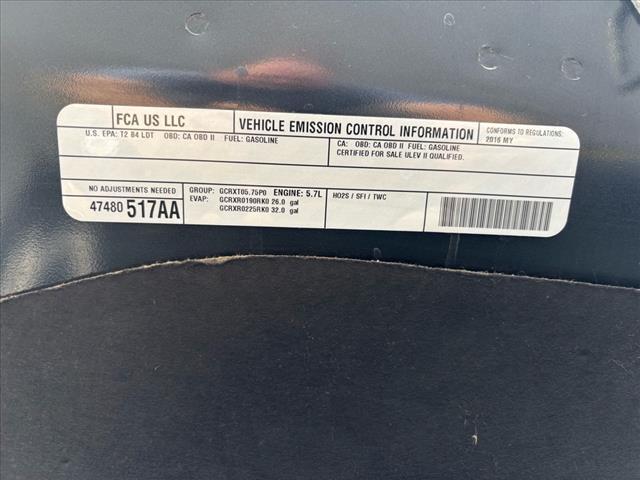 FCA US LLC
VEHICLE EMISSION CONTROL INFORMATION
CONFORMS TO REGULATIONS:
2016 MY
U.S. EPA: T2 B4 LDT OBD: CA OBD II FUEL: GASOLINE
CA: OBD: CA OBD II FUEL: GASOLINE
CERTIFIED FOR SALE ULEV II QUALIFIED.
NO ADJUSTMENTS NEEDED
47480 517AA
GROUP: GCRXT05.75P0 ENGINE: 5.7L
EVAP: GCRXR0190RK0 26.0 gal
GCRXR0225RK0 32.0 gal
HO2S / SFI / TWC